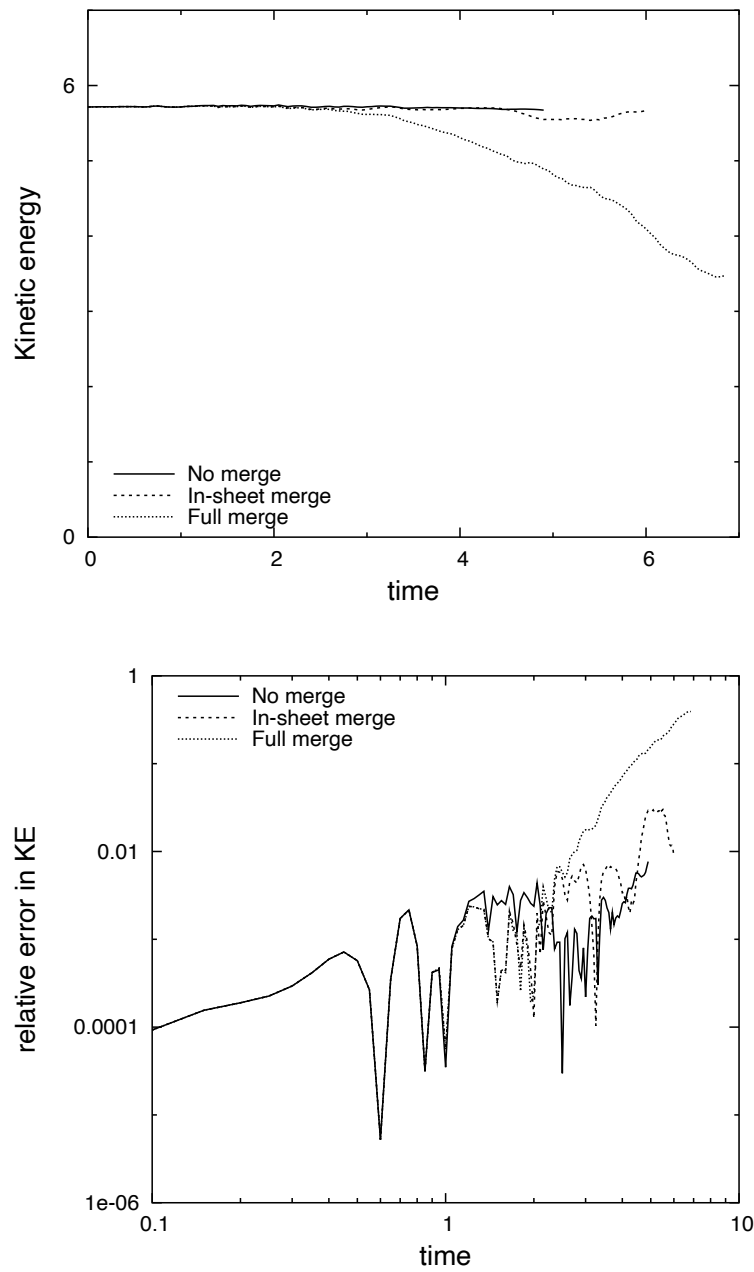 6
Kinetic energy
No merge
In-sheet merge
Full merge
0
0
2
4
6
time
1
No merge
In-sheet merge
Full merge
relative error in KE
0.01
0.0001
1e-06
0.1
1
10
time